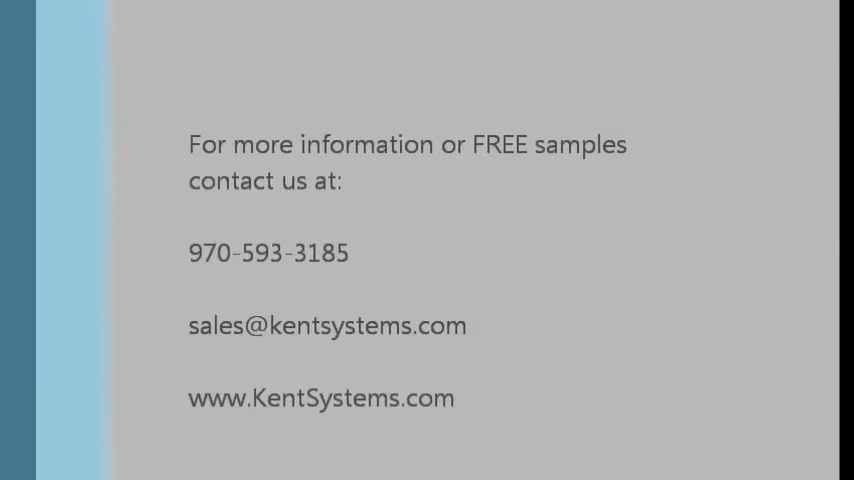 For more information or FREE samples
contact us at:
970-593-3185
sales@kentsystems.com
www.KentSystems.com